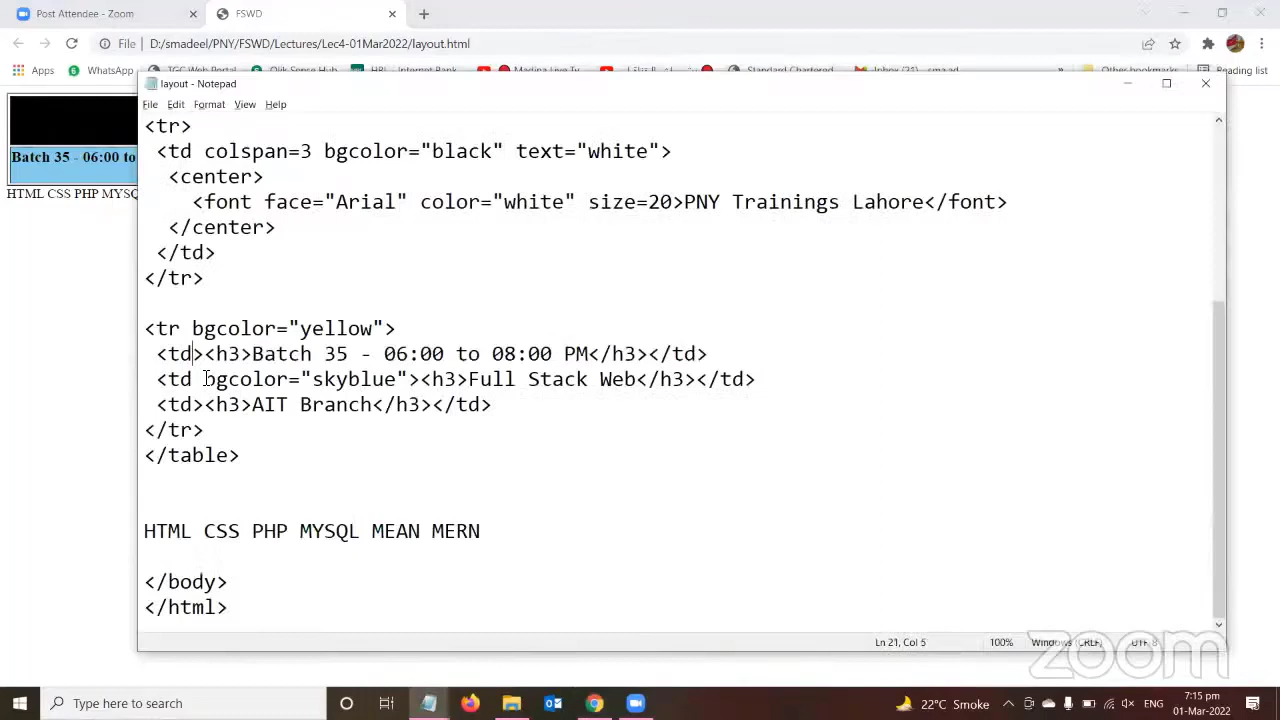 Post Attendee - Zoom
FSWD
File
D:/smadeel/PNY/FSWD/Lectures/Lec4-01Mar2022/layout.html
Apps
WhatsApp
Reading list
layout - Notepad
File Edit Format View Help
Batch 35 - 06:00 to
HTML CSS PHP MYSQ
<tr>
<td colspan=3 bgcolor="black" text="white">
<center>
<font face="Arial" color="white" size=20>PNY Trainings Lahore</font>
</center>
</td>
</tr>
<tr bgcolor="yellow">
<td><h3>Batch 35 - 06:00 to 08:00 PM</h3></td>
<td bgcolor="skyblue"><h3>Full Stack Web</h3></td>
<td><h3>AIT Branch</h3></td>
</tr>
</table>
HTML CSS PHP MYSQL MEAN MERN
</body>
</html>
Ln 21, Col 5
100%
Windows (CRLF)
UTF-8
zoom
Type here to search
22°C Smoke
7:15 pm
01-Mar-2022